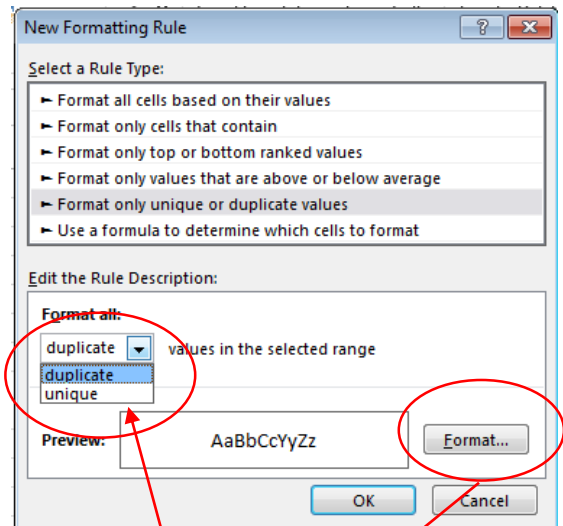 New Formatting Rule
Select a Rule Type:
► Format all cells based on their values
► Format only cells that contain
► Format only top or bottom ranked values
► Format only values that are above or below average
► Format only unique or duplicate values
► Use a formula to determine which cells to format
Edit the Rule Description:
Format all:
duplicate values in the selected range
duplicate
unique
Preview: AaBbCcYyZz Format...
OK Cancel